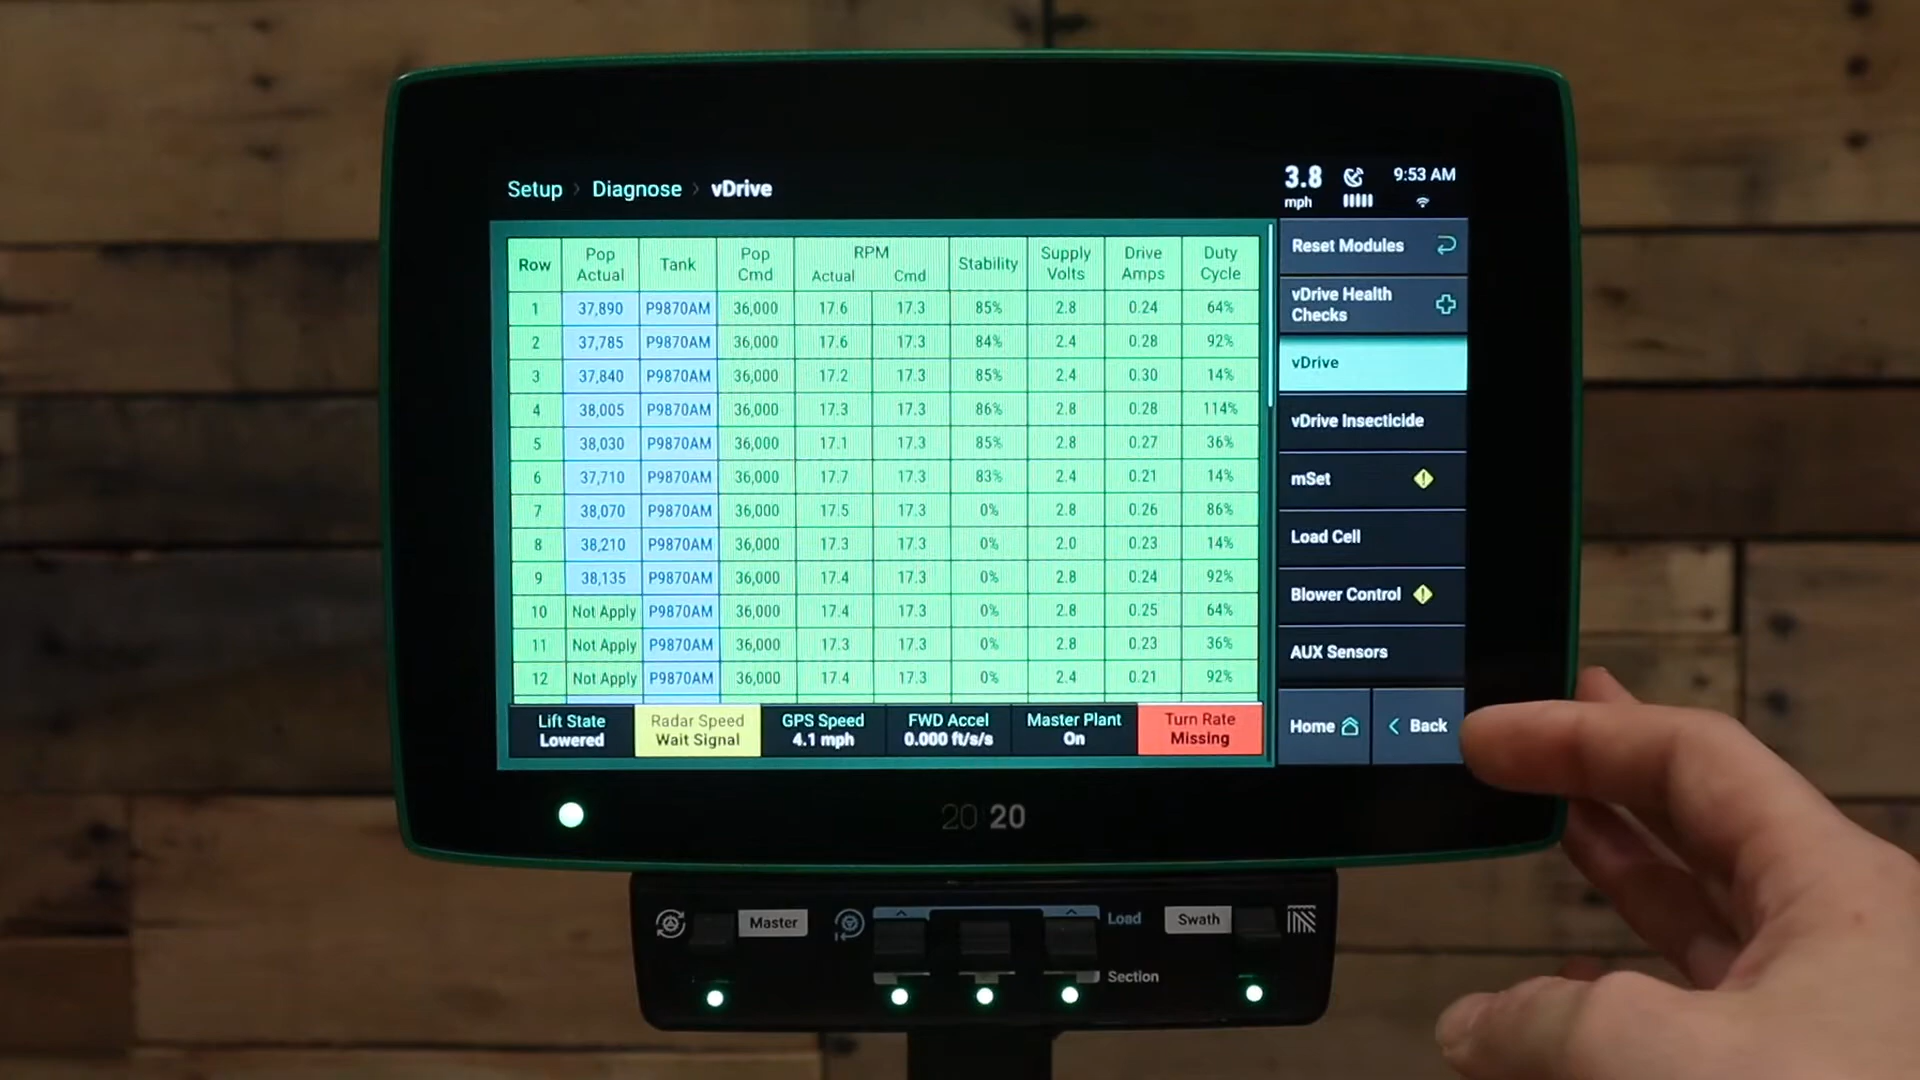 Setup › Diagnose › vDrive
3.8 mph
9:53 AM
Row Pop Actual Tank Pop Cmd RPM Actual Cmd Stability Supply Volts Drive Amps Duty Cycle
1 37,890 P9870AM 36,000 17.6 17.3 85% 2.8 0.24 64%
2 37,785 P9870AM 36,000 17.6 17.3 84% 2.4 0.28 92%
3 37,840 P9870AM 36,000 17.2 17.3 85% 2.4 0.30 14%
4 38,005 P9870AM 36,000 17.3 17.3 86% 2.8 0.28 114%
5 38,030 P9870AM 36,000 17.1 17.3 85% 2.8 0.27 36%
6 37,710 P9870AM 36,000 17.7 17.3 83% 2.4 0.21 14%
7 38,070 P9870AM 36,000 17.5 17.3 0% 2.8 0.26 86%
8 38,210 P9870AM 36,000 17.3 17.3 0% 2.0 0.23 14%
9 38,135 P9870AM 36,000 17.4 17.3 0% 2.8 0.24 92%
10 Not Apply P9870AM 36,000 17.4 17.3 0% 2.8 0.25 64%
11 Not Apply P9870AM 36,000 17.3 17.3 0% 2.8 0.23 36%
12 Not Apply P9870AM 36,000 17.4 17.3 0% 2.4 0.21 92%
Lift State
Lowered
Radar Speed
Wait Signal
GPS Speed
4.1 mph
FWD Accel
0.000 ft/s/s
Master Plant
On
Turn Rate
Missing
Reset Modules
vDrive Health
Checks
vDrive
vDrive Insecticide
mSet
Load Cell
Blower Control
AUX Sensors
Home
Back
20|20
Master
Load
Section
Swath